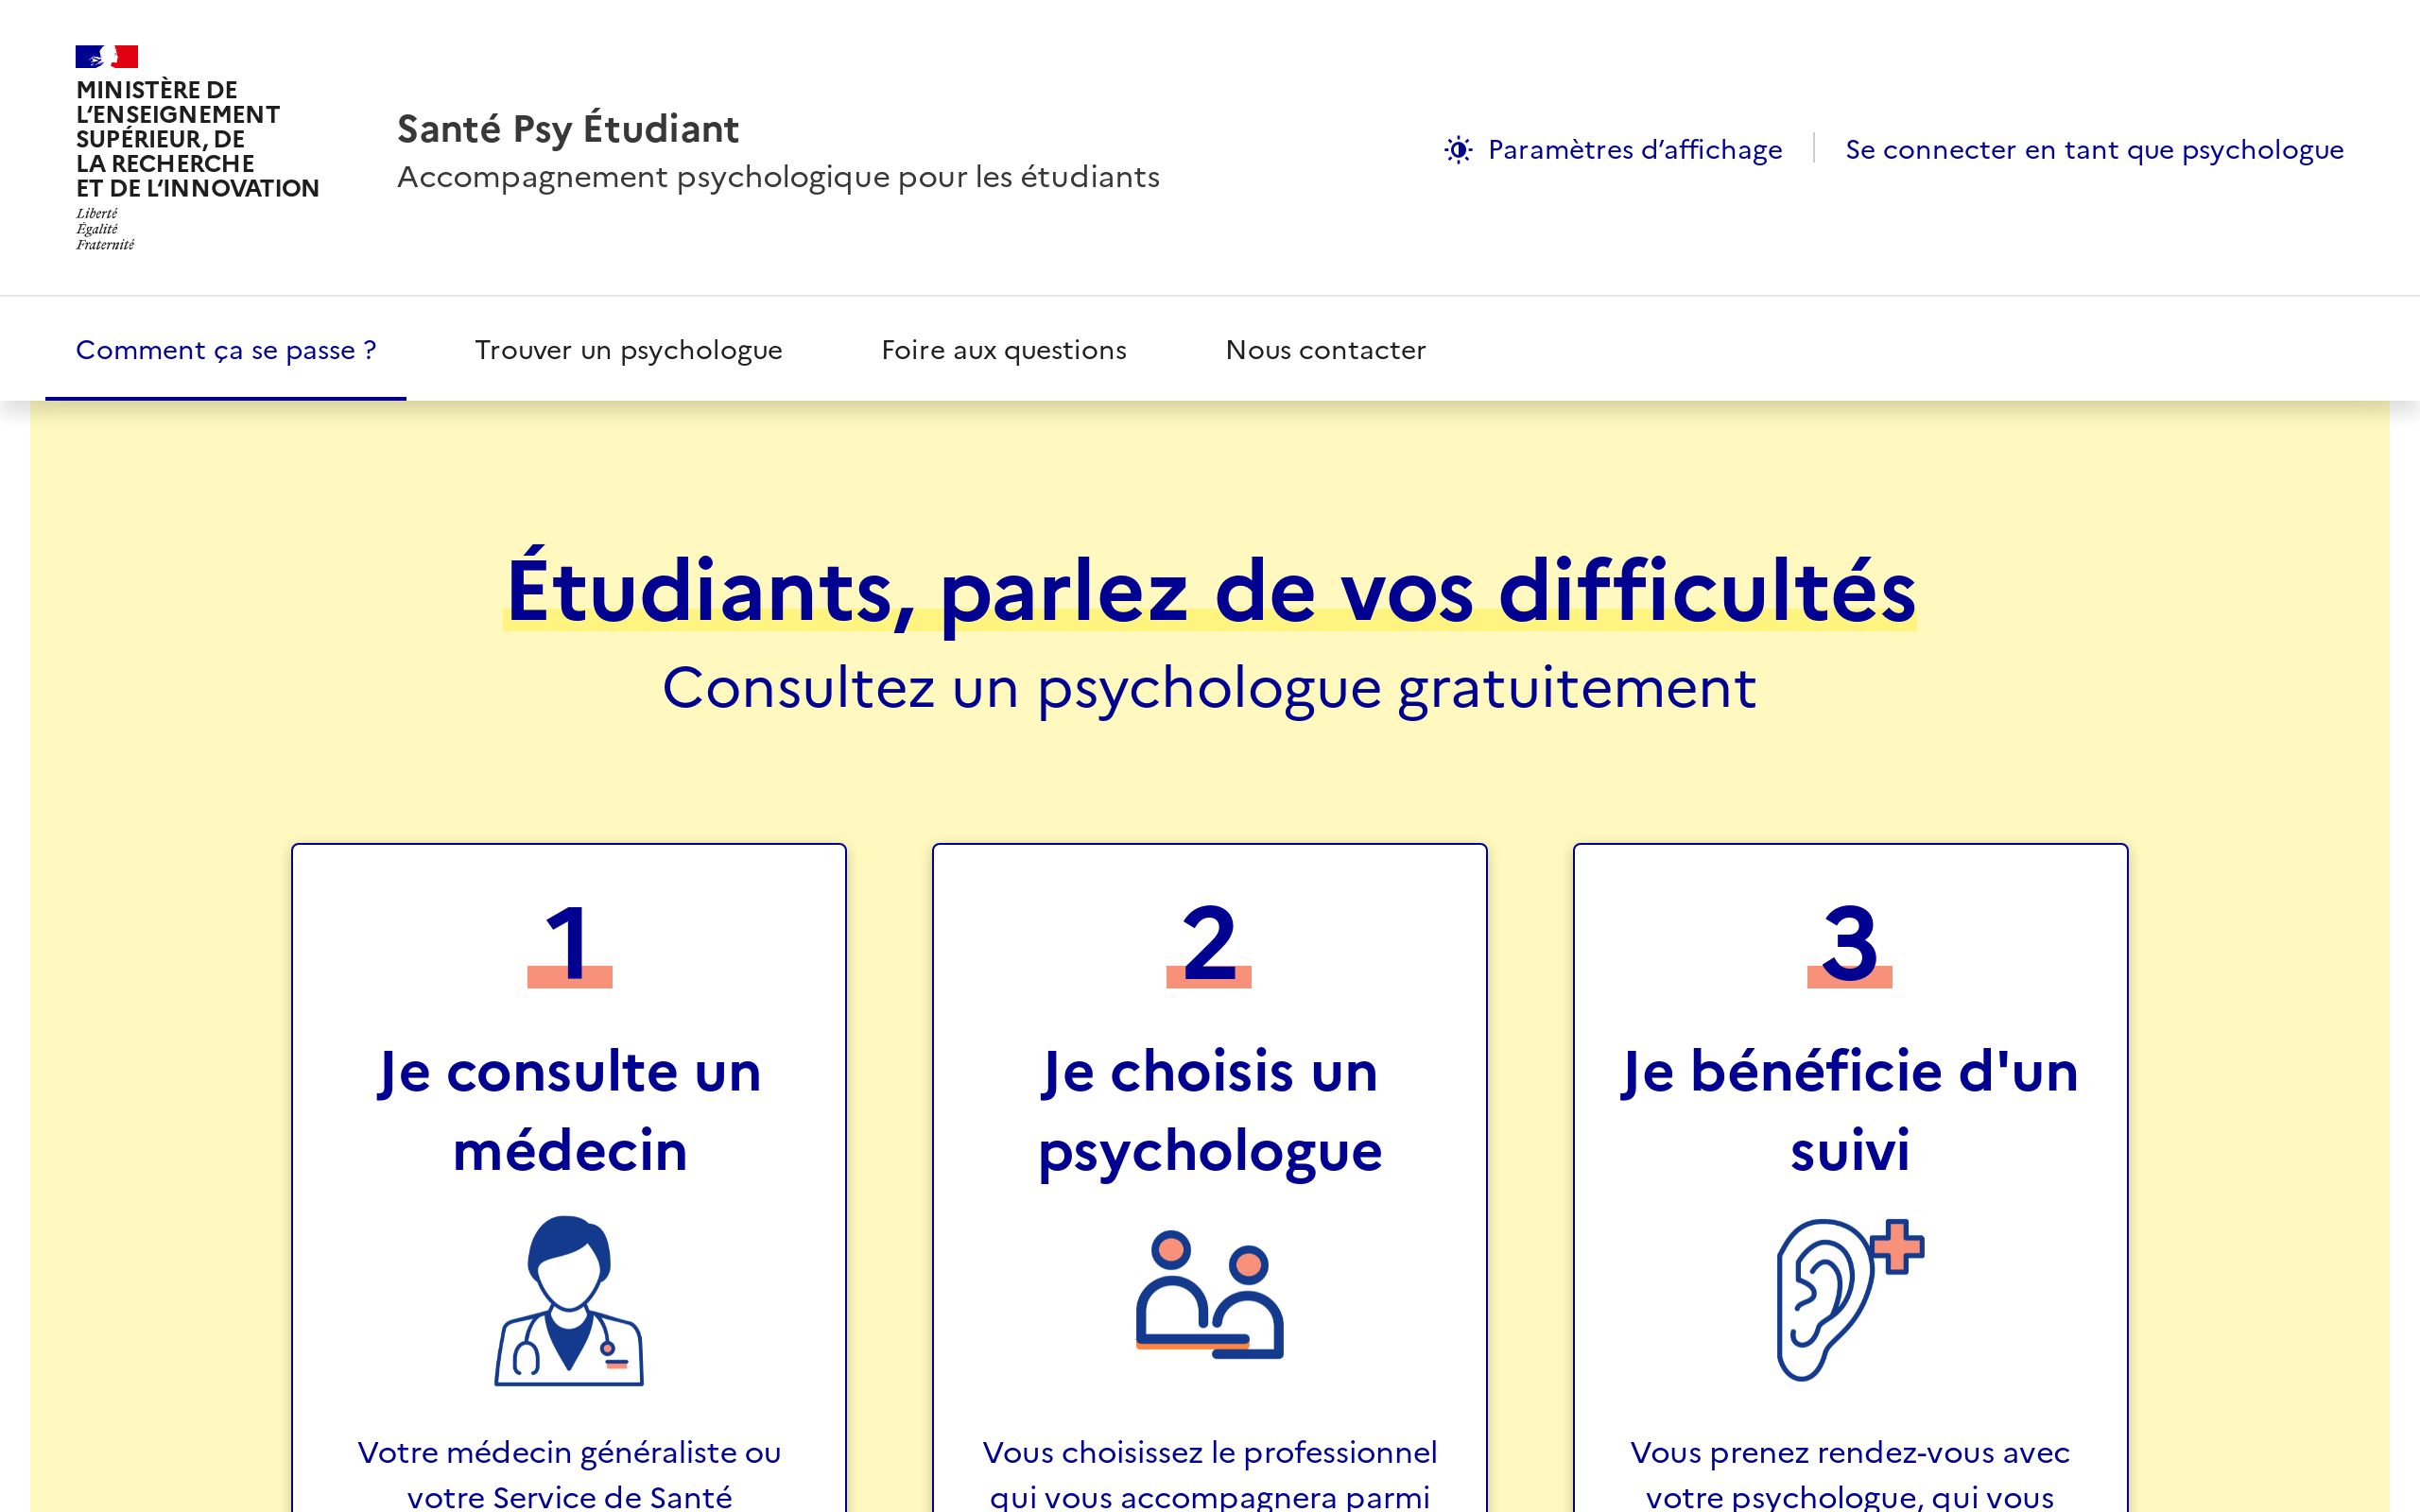 MINISTÈRE DE
L'ENSEIGNEMENT
SUPÉRIEUR, DE
LA RECHERCHE
ET DE L'INNOVATION
Liberté
Égalité
Fraternité
Santé Psy Étudiant
Accompagnement psychologique pour les étudiants
Paramètres d’affichage
Se connecter en tant que psychologue
Comment ça se passe ?
Trouver un psychologue
Foire aux questions
Nous contacter
Étudiants, parlez de vos difficultés
Consultez un psychologue gratuitement
1
Je consulte un
médecin
Votre médecin généraliste ou
votre Service de Santé
2
Je choisis un
psychologue
Vous choisissez le professionnel
qui vous accompagnera parmi
3
Je bénéficie d'un
suivi
Vous prenez rendez-vous avec
votre psychologue, qui vous